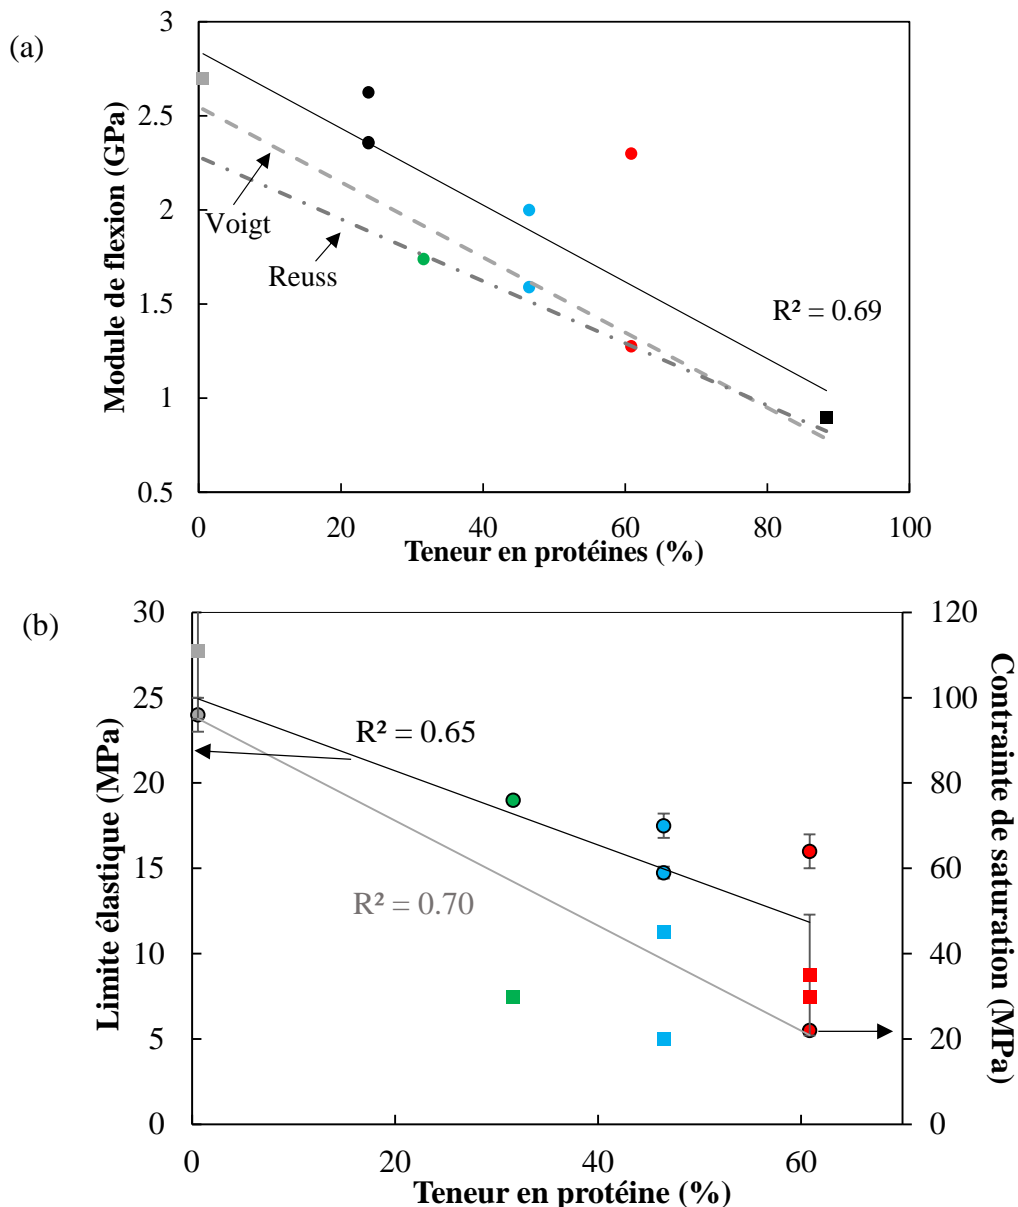 (a)
Module de flexion (GPa)
3
2.5
2
1.5
1
0.5
Voigt
Reuss
R² = 0.69
0 20 40 60 80 100
Teneur en protéines (%)
(b)
Limite élastique (MPa)
30
25
20
15
10
5
0
R² = 0.65
R² = 0.70
120
100
80
60
40
20
0
Contrainte de saturation (MPa)
0 20 40 60
Teneur en protéine (%)